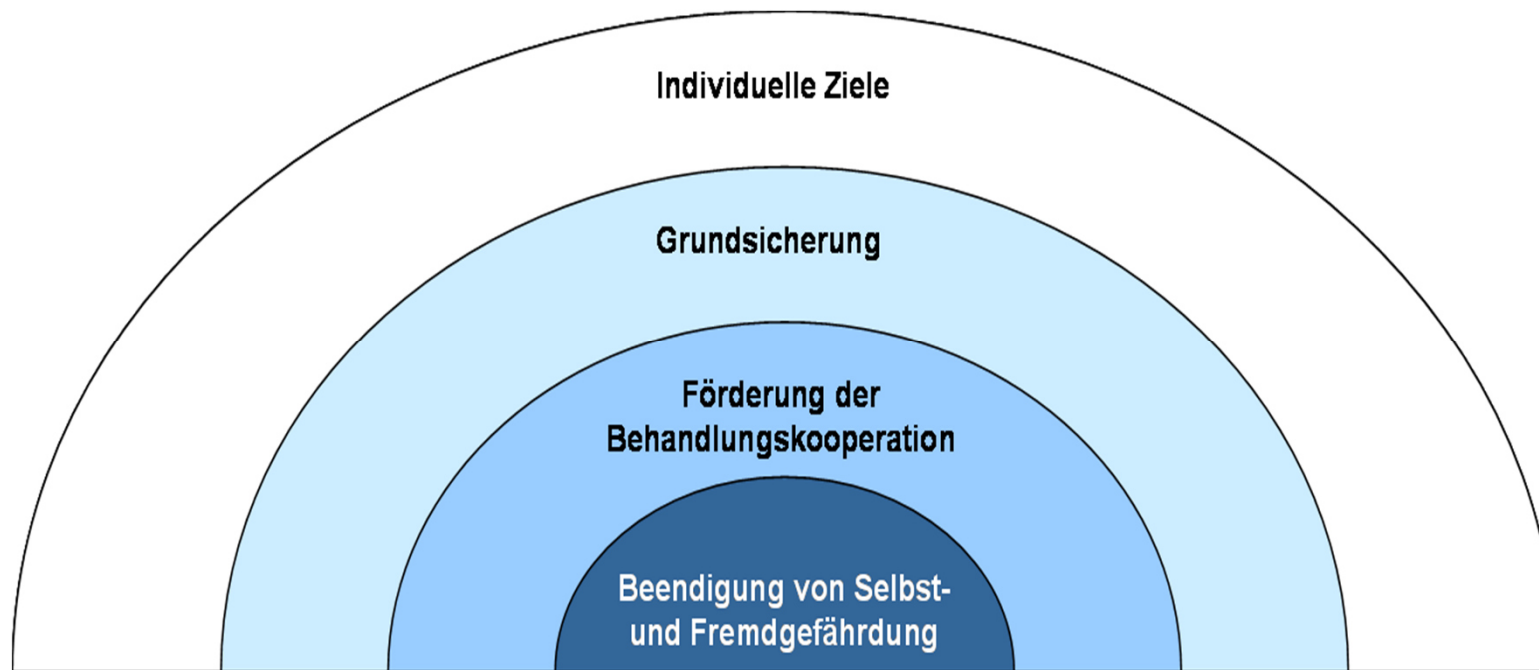 Individuelle Ziele
Grundsicherung
Förderung der
Behandlungskooperation
Beendigung von Selbst-
und Fremdgefährdung